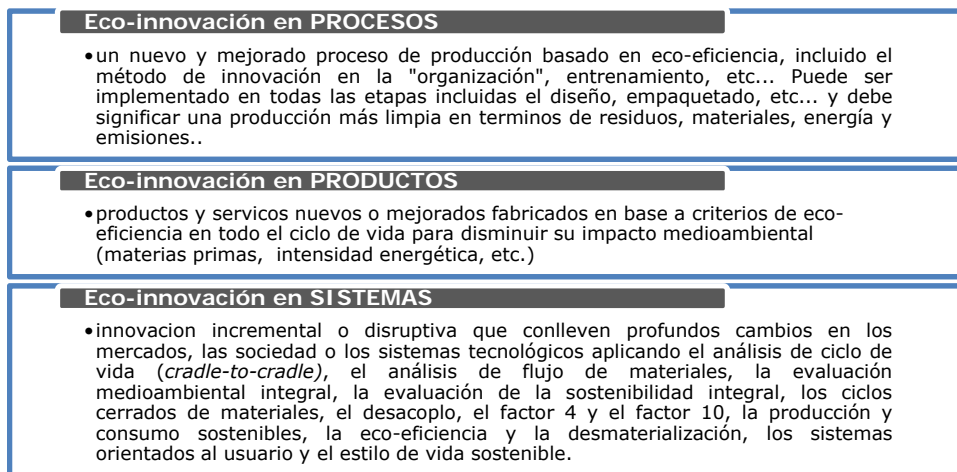 Eco-innovación en PROCESOS
•un nuevo y mejorado proceso de producción basado en eco-eficiencia, incluido el
método de innovación en la "organización", entrenamiento, etc... Puede ser
implementado en todas las etapas incluidas el diseño, empaquetado, etc... y debe
significar una producción más limpia en terminos de residuos, materiales, energía y
emisiones..
Eco-innovación en PRODUCTOS
•productos y servicos nuevos o mejorados fabricados en base a criterios de eco-
eficiencia en todo el ciclo de vida para disminuir su impacto medioambiental
(materias primas, intensidad energética, etc.)
Eco-innovación en SISTEMAS
•innovacion incremental o disruptiva que conlleven profundos cambios en los
mercados, las sociedad o los sistemas tecnológicos aplicando el análisis de ciclo de
vida (cradle-to-cradle), el análisis de flujo de materiales, la evaluación
medioambiental integral, la evaluación de la sostenibilidad integral, los ciclos
cerrados de materiales, el desacoplo, el factor 4 y el factor 10, la producción y
consumo sostenibles, la eco-eficiencia y la desmaterialización, los sistemas
orientados al usuario y el estilo de vida sostenible.